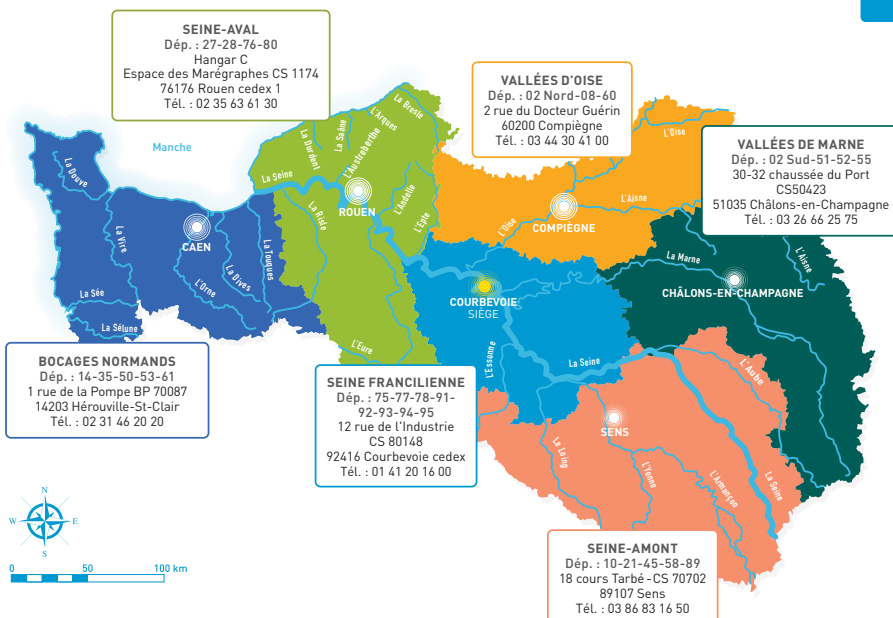 SEINE-AVAL
Dép. : 27-28-76-80
Hangar C
Espace des Marégraphes CS 1174
76176 Rouen cedex 1
Tél. : 02 35 63 61 30
VALLÉES D'OISE
Dép. : 02 Nord-08-60
2 rue du Docteur Guérin
60200 Compiègne
Tél. : 03 44 30 41 00
VALLÉES DE MARNE
Dép. : 02 Sud-51-52-55
30-32 chaussée du Port
CS50423
51035 Châlons-en-Champagne
Tél. : 03 26 66 25 75
Manche
La Douve
La Vire
La Sée
La Sélune
CAEN
L'Orne
La Dives
La Touques
La Seine
La Durdent
La Saâne
L'Austreberthe
L'Arques
La Bresle
ROUEN
La Risle
L'Andelle
L'Epte
L'Eure
L'Oise
L'Aisne
L'Oise
COMPIÈGNE
COURBEVOIE
SIÈGE
La Marne
L'Aisne
CHÂLONS-EN-CHAMPAGNE
L'Essonne
La Seine
L'Aube
SENS
Le Loing
L'Yonne
L'Armançon
La Seine
BOCAGES NORMANDS
Dép. : 14-35-50-53-61
1 rue de la Pompe BP 70087
14203 Hérouville-St-Clair
Tél. : 02 31 46 20 20
SEINE FRANCILIENNE
Dép. : 75-77-78-91-
92-93-94-95
12 rue de l'Industrie
CS 80148
92416 Courbevoie cedex
Tél. : 01 41 20 16 00
SEINE-AMONT
Dép. : 10-21-45-58-89
18 cours Tarbé -CS 70702
89107 Sens
Tél. : 03 86 83 16 50
N
W E
S
0 50 100 km